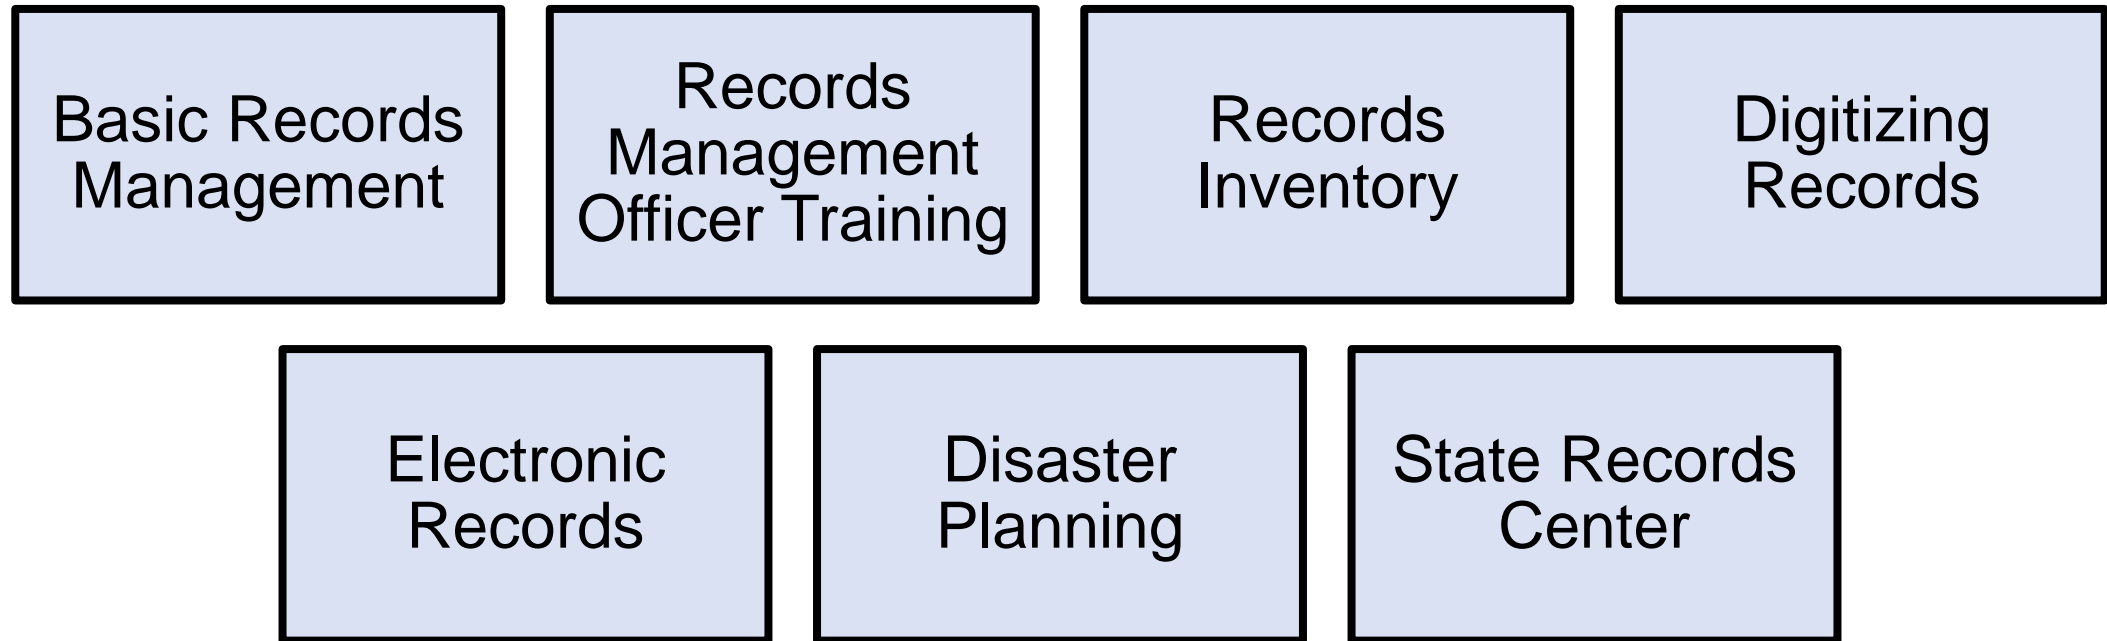 Basic Records
Management
Records
Management
Officer Training
Records
Inventory
Digitizing
Records
Electronic
Records
Disaster
Planning
State Records
Center